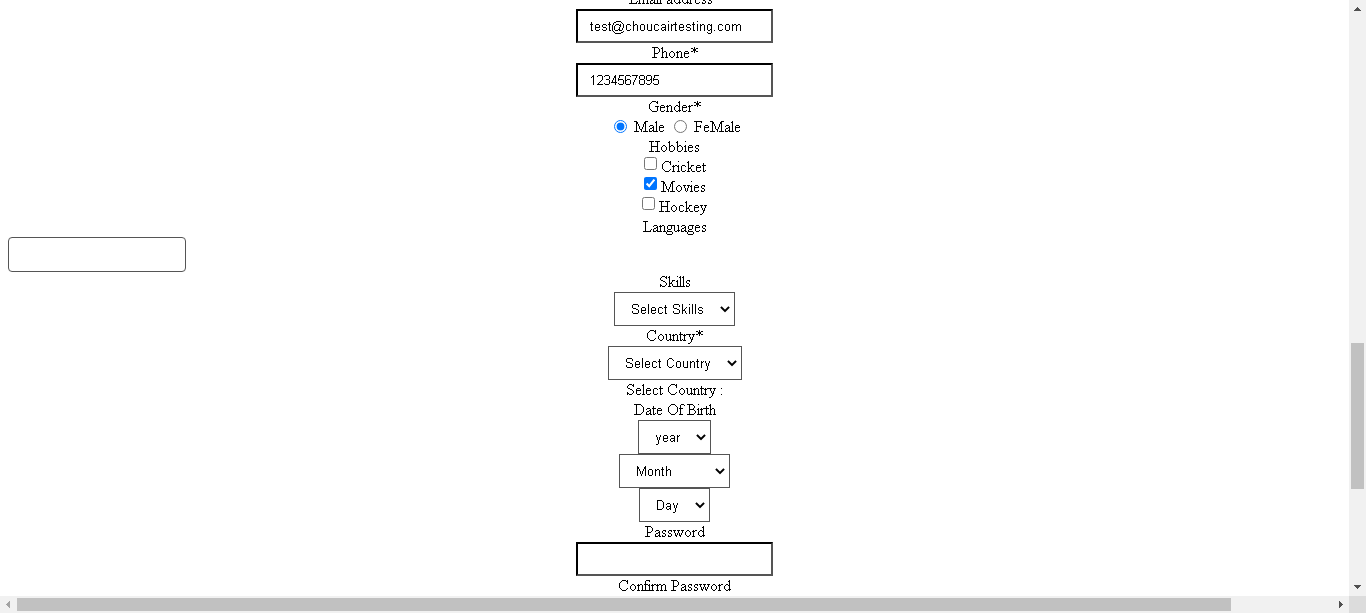 Email address
test@choucairtesting.com
Phone*
1234567895
Gender*
Male FeMale
Hobbies
Cricket
Movies
Hockey
Languages
Skills
Select Skills
Country*
Select Country
Select Country :
Date Of Birth
year
Month
Day
Password
Confirm Password